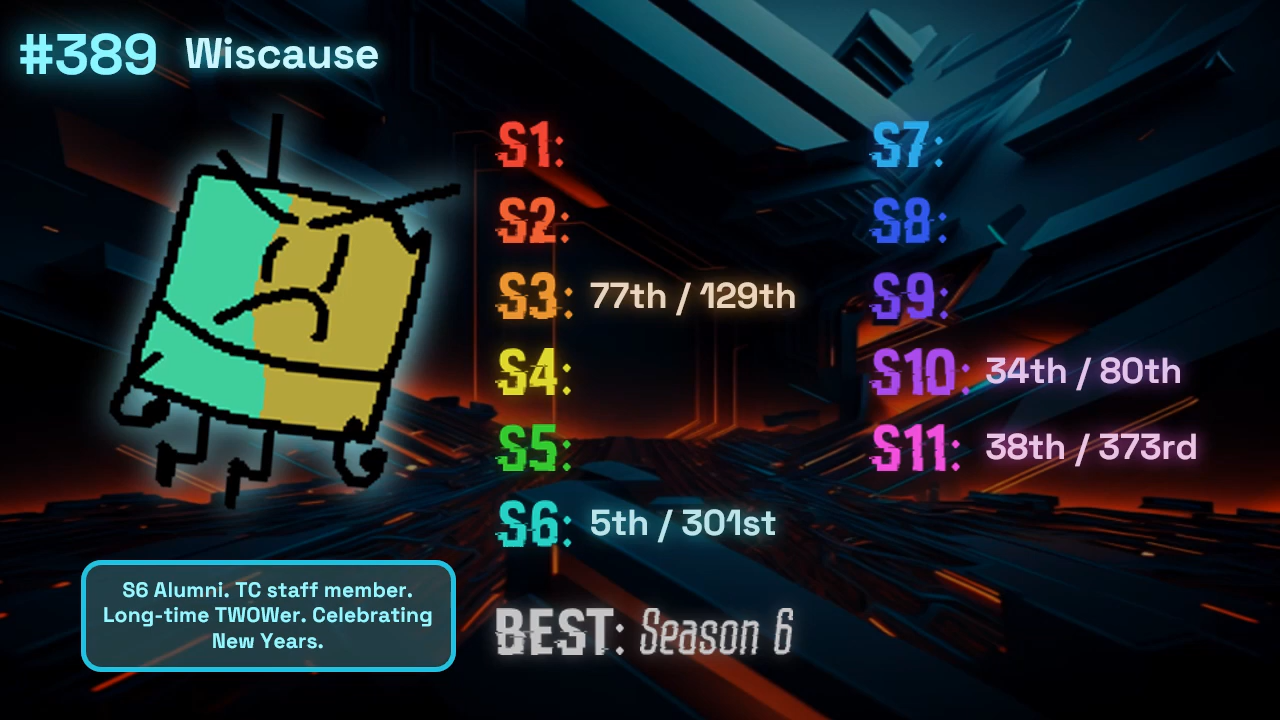 #389 Wiscause
S1:
S2:
S3: 77th / 129th
S4:
S5:
S6: 5th / 301st
S7:
S8:
S9:
S10: 34th / 80th
S11: 38th / 373rd
S6 Alumni. TC staff member.
Long-time TWOWer. Celebrating
New Years.
BEST: Season 6